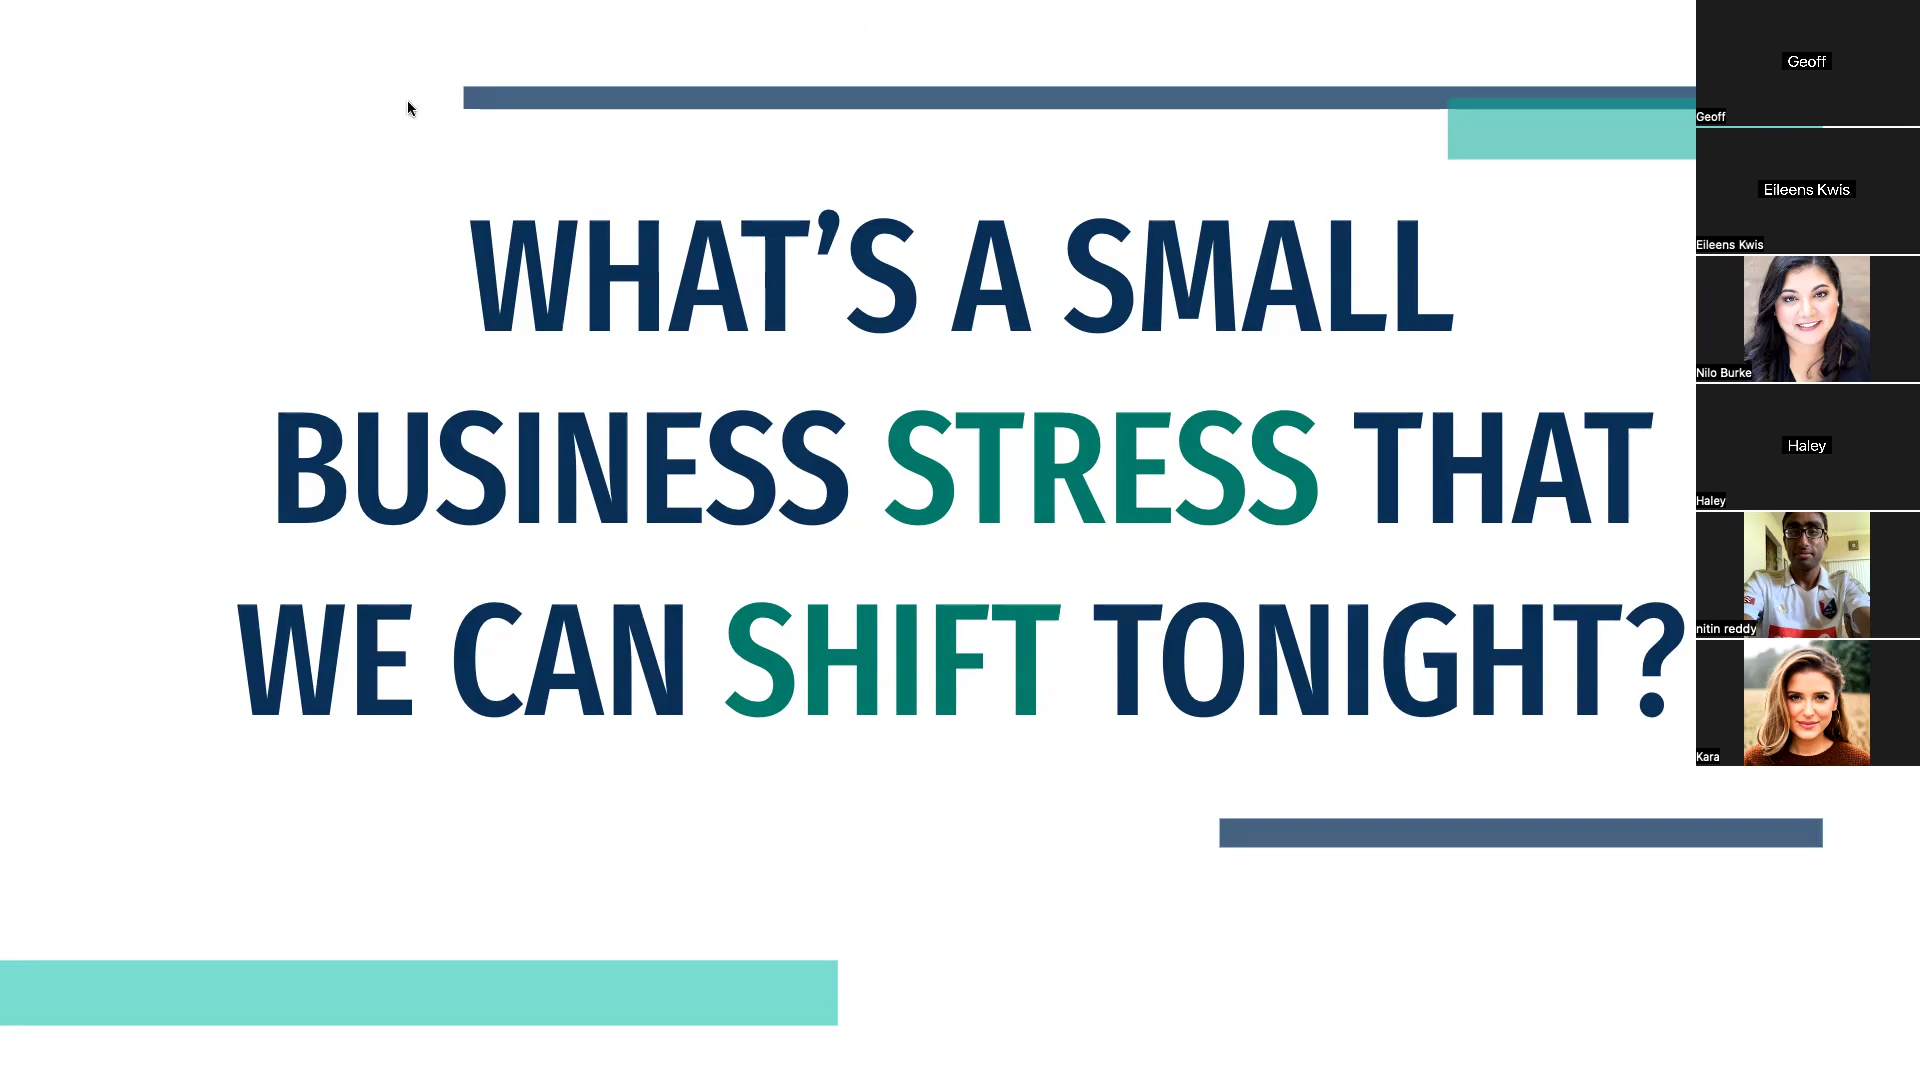 WHAT’S A SMALL
BUSINESS STRESS THAT
WE CAN SHIFT TONIGHT?
Geoff
Geoff
Eileens Kwis
Eileens Kwis
Nilo Burke
Haley
Haley
nitin reddy
Kara